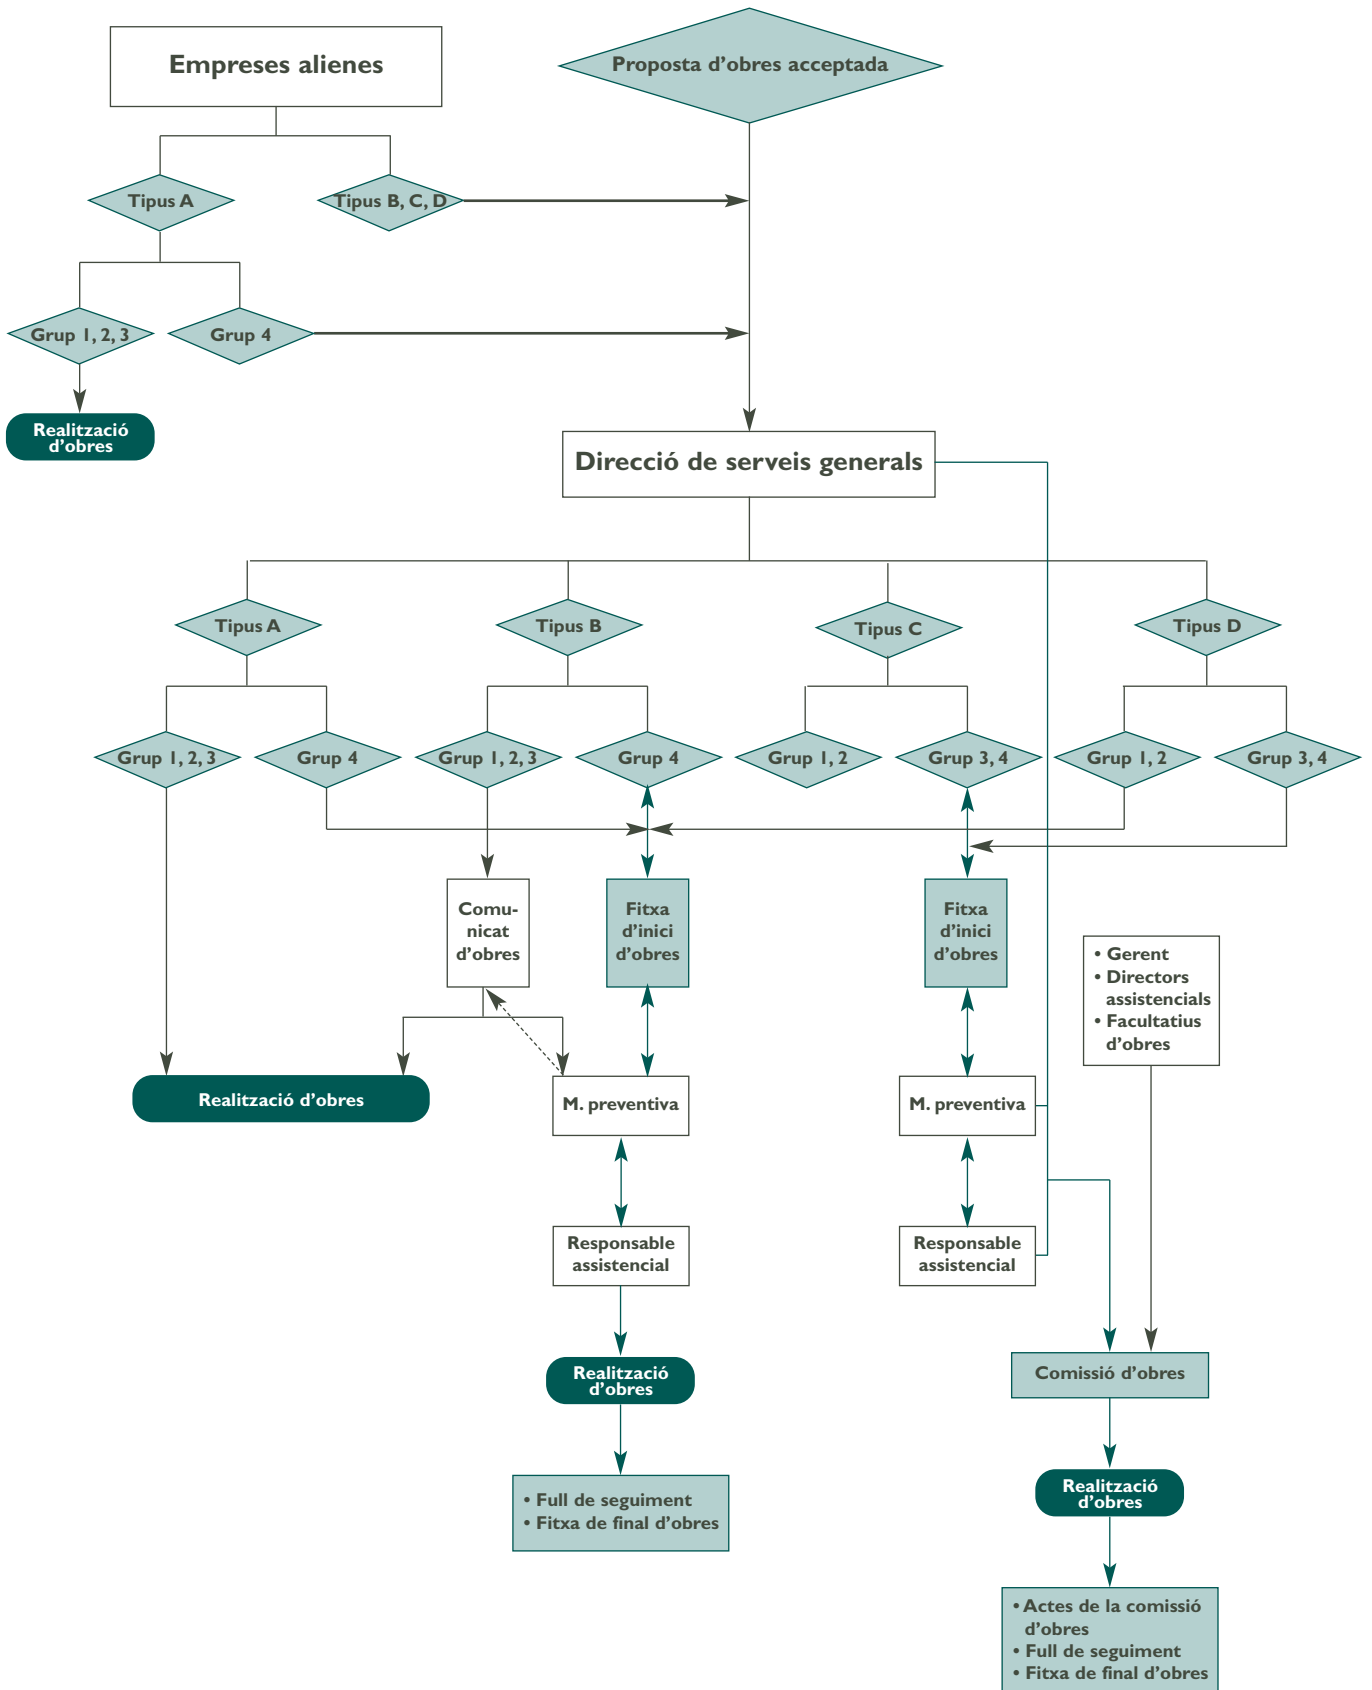 Empreses alienes
Proposta d’obres acceptada
Tipus A
Tipus B, C, D
Grup 1, 2, 3
Grup 4
Realització
d’obres
Direcció de serveis generals
Tipus A
Tipus B
Tipus C
Tipus D
Grup 1, 2, 3
Grup 4
Grup 1, 2, 3
Grup 4
Grup 1, 2
Grup 3, 4
Grup 1, 2
Grup 3, 4
Comu-
nicat
d’obres
Fitxa
d’inici
d’obres
Fitxa
d’inici
d’obres
• Gerent
• Directors
assistencials
• Facultatius
d’obres
Realització d’obres
M. preventiva
M. preventiva
Responsable
assistencial
Responsable
assistencial
Realització
d’obres
Comissió d’obres
• Full de seguiment
• Fitxa de final d’obres
Realització
d’obres
• Actes de la comissió
d’obres
• Full de seguiment
• Fitxa de final d’obres